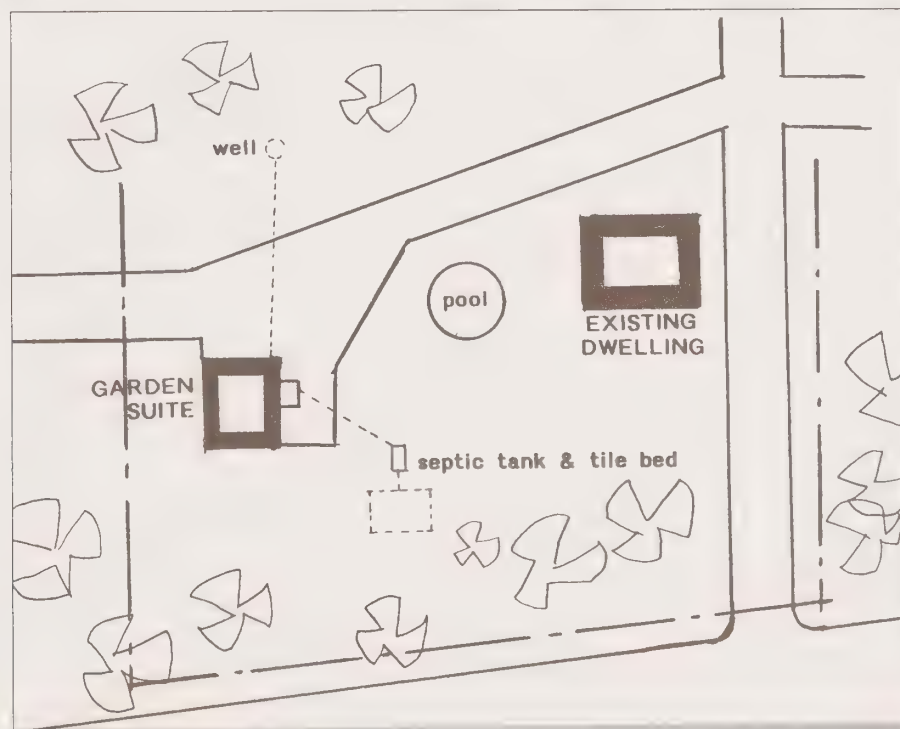 well
pool
EXISTING
DWELLING
GARDEN
SUITE
septic tank & tile bed